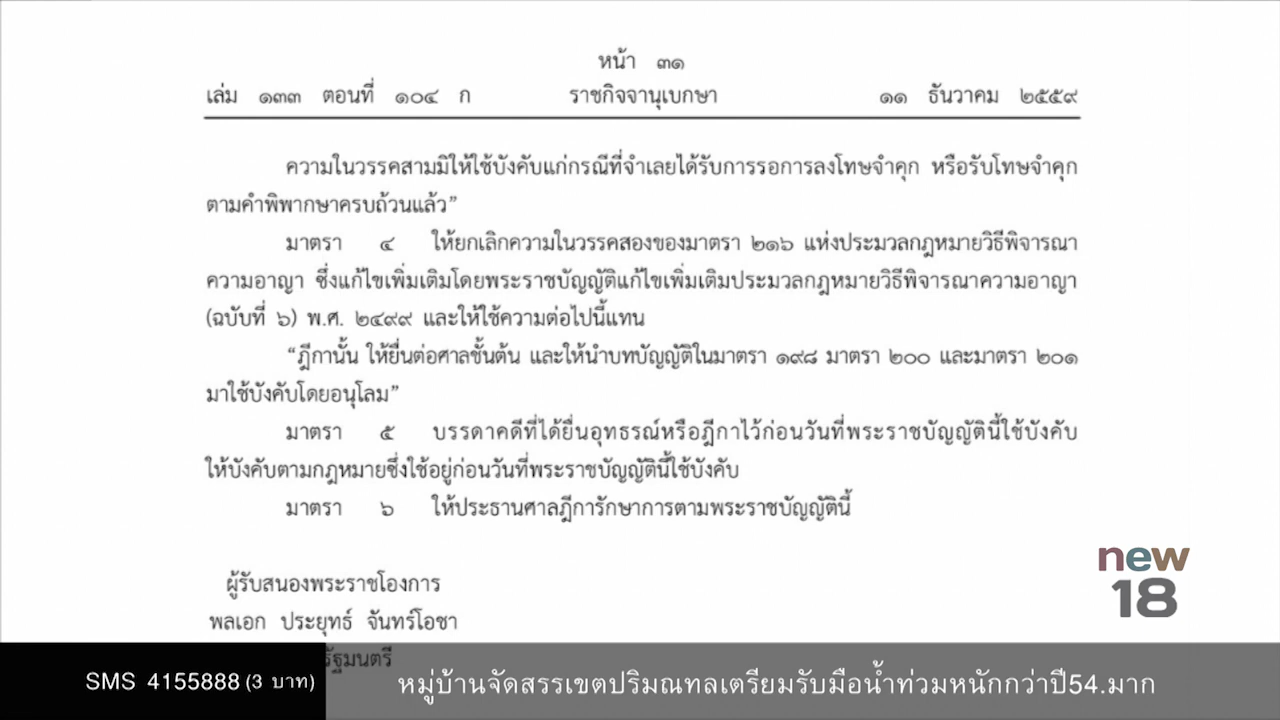 หน้า ๓๑
เล่ม ๑๓๓ ตอนที่ ๑๐๔ ก ราชกิจจานุเบกษา ๑๑ ธันวาคม ๒๕๕๙
ความในวรรคสามมิให้ใช้บังคับแก่กรณีที่จำเลยได้รับการรอการลงโทษจำคุก หรือรับโทษจำคุก
ตามคำพิพากษาครบถ้วนแล้ว”
มาตรา ๔ ให้ยกเลิกความในวรรคสองของมาตรา ๒๑๖ แห่งประมวลกฎหมายวิธีพิจารณา
ความอาญา ซึ่งแก้ไขเพิ่มเติมโดยพระราชบัญญัติแก้ไขเพิ่มเติมประมวลกฎหมายวิธีพิจารณาความอาญา
(ฉบับที่ ๖) พ.ศ. ๒๔๙๙ และให้ใช้ความต่อไปนี้แทน
“ฎีกานั้น ให้ยื่นต่อศาลชั้นต้น และให้นำบทบัญญัติในมาตรา ๑๙๘ มาตรา ๒๐๐ และมาตรา ๒๐๑
มาใช้บังคับโดยอนุโลม”
มาตรา ๕ บรรดาคดีที่ได้ยื่นอุทธรณ์หรือฎีกาไว้ก่อนวันที่พระราชบัญญัตินี้ใช้บังคับ
ให้บังคับตามกฎหมายซึ่งใช้อยู่ก่อนวันที่พระราชบัญญัตินี้ใช้บังคับ
มาตรา ๖ ให้ประธานศาลฎีการักษาการตามพระราชบัญญัตินี้
ผู้รับสนองพระราชโองการ
พลเอก ประยุทธ์ จันทร์โอชา
รัฐมนตรี
new
18
SMS 4155888 (3 บาท)
หมู่บ้านจัดสรรเขตปริมณฑลเตรียมรับมือน้ำท่วมหนักกว่าปี54.มาก